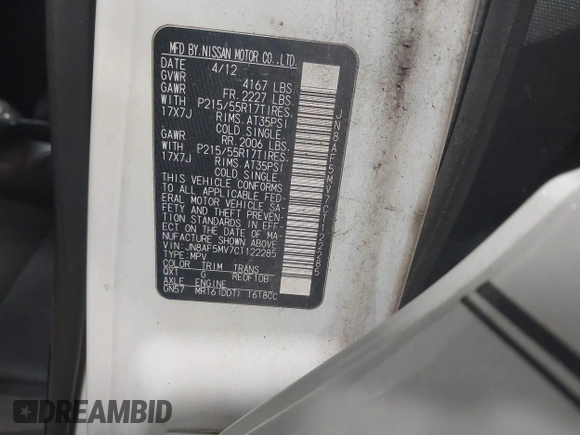 MFD BY NISSAN MOTOR CO., LTD.
DATE 4/12
GVWR 4167 LBS.
GAWR FR. 2227 LBS.
WITH P215/55R17TIRES.
17X7J RIMS. AT35PSI
COLD SINGLE
GAWR RR. 2006 LBS.
WITH P215/55R17TIRES.
17X7J RIMS. AT35PSI
COLD SINGLE
THIS VEHICLE CONFORMS
TO ALL APPLICABLE FED-
ERAL MOTOR VEHICLE SA-
FETY AND THEFT PREVEN-
TION STANDARDS IN EFF-
ECT ON THE DATE OF MA-
NUFACTURE SHOWN ABOVE.
VIN: JN8AF5MV7CT122285
TYPE: MPV
COLOR TRIM TRANS
QX1 G RE0F10B
AXLE ENGINE
GN57 MR16(DDT) 1618CC
JN8AF5MV7CT122285
DREAMBID